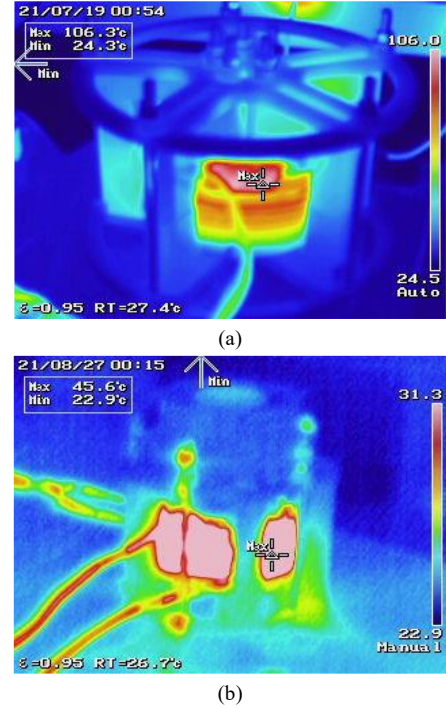 21/07/19 00:54
Max 106.3℃
Min 24.3℃
Min
106.0
Max
24.5
Auto
ε=0.95 RT=27.4℃
(a)
21/08/27 00:15
Min
Max 45.6℃
Min 22.9℃
31.3
Max
22.9
Manual
ε=0.95 RT=26.7℃
(b)